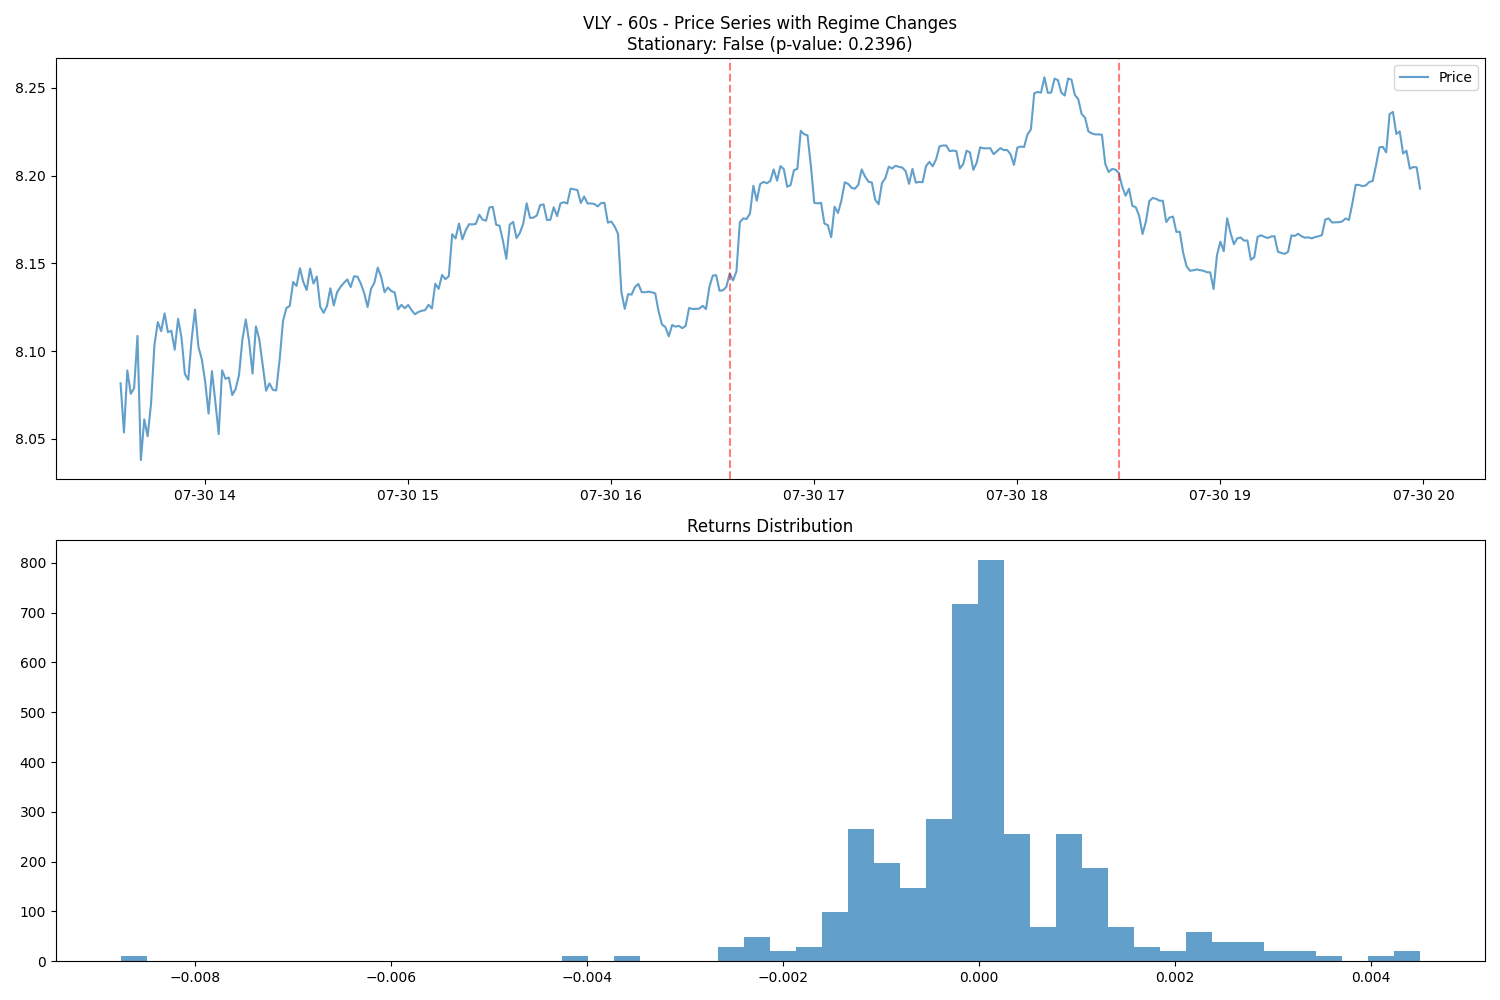 VLY - 60s - Price Series with Regime Changes
Stationary: False (p-value: 0.2396)
Price
8.25
8.20
8.15
8.10
8.05
07-30 14 07-30 15 07-30 16 07-30 17 07-30 18 07-30 19 07-30 20
Returns Distribution
800
700
600
500
400
300
200
100
0
−0.008 −0.006 −0.004 −0.002 0.000 0.002 0.004